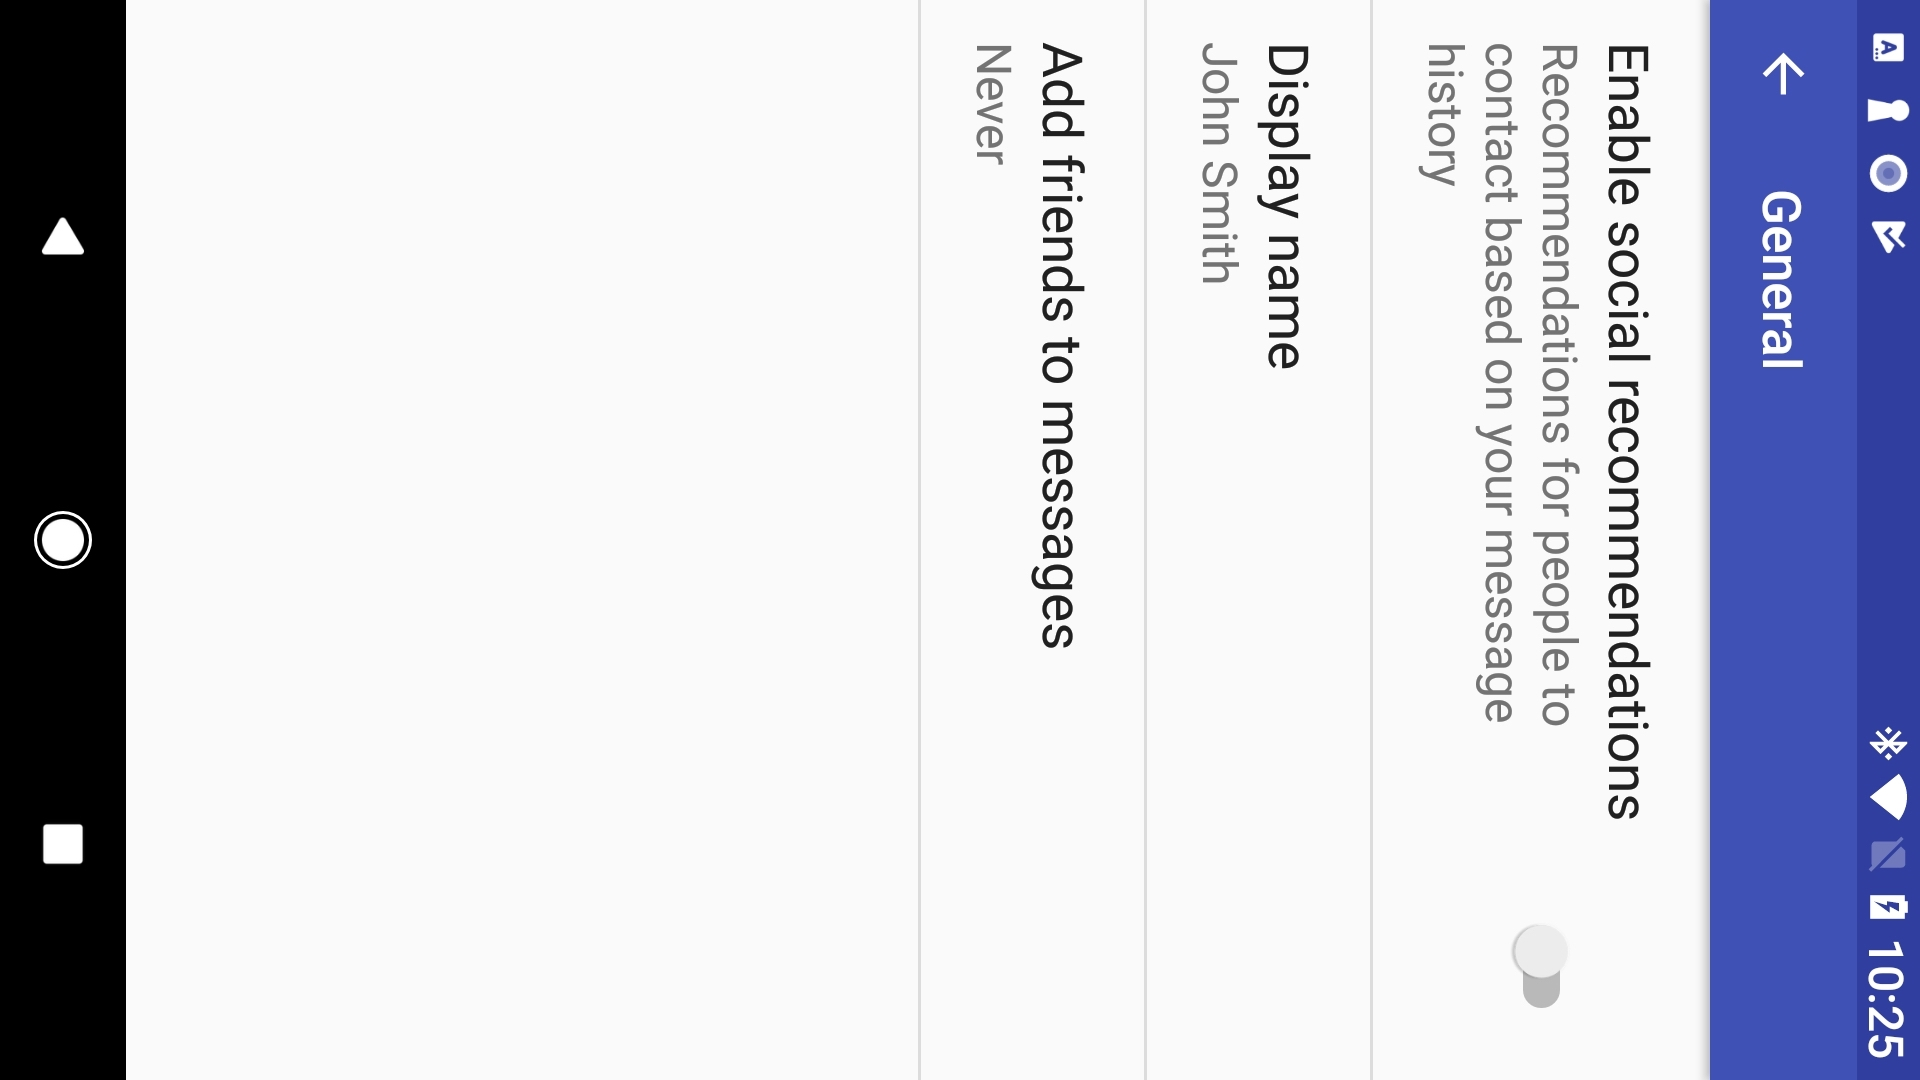 10:25
General
Enable social recommendations
Recommendations for people to
contact based on your message
history
Display name
John Smith
Add friends to messages
Never